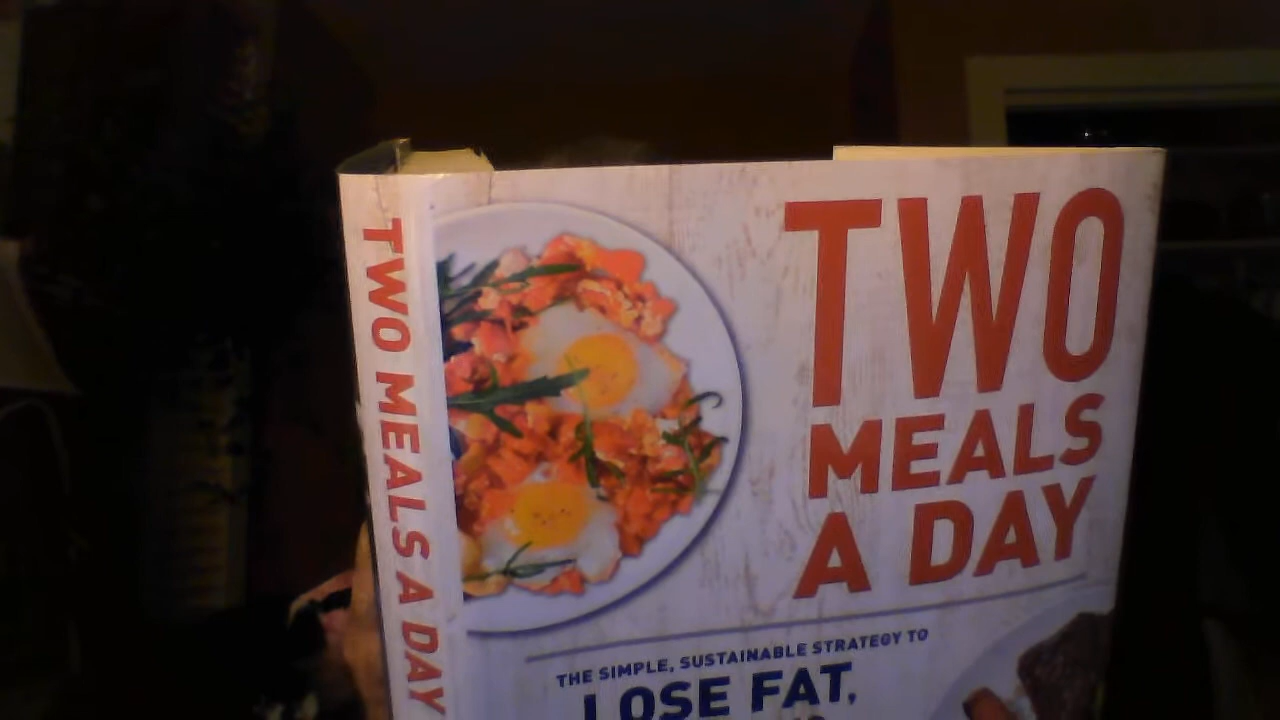 TWO MEALS A DAY
TWO
MEALS
A DAY
THE SIMPLE, SUSTAINABLE STRATEGY TO
LOSE FAT,